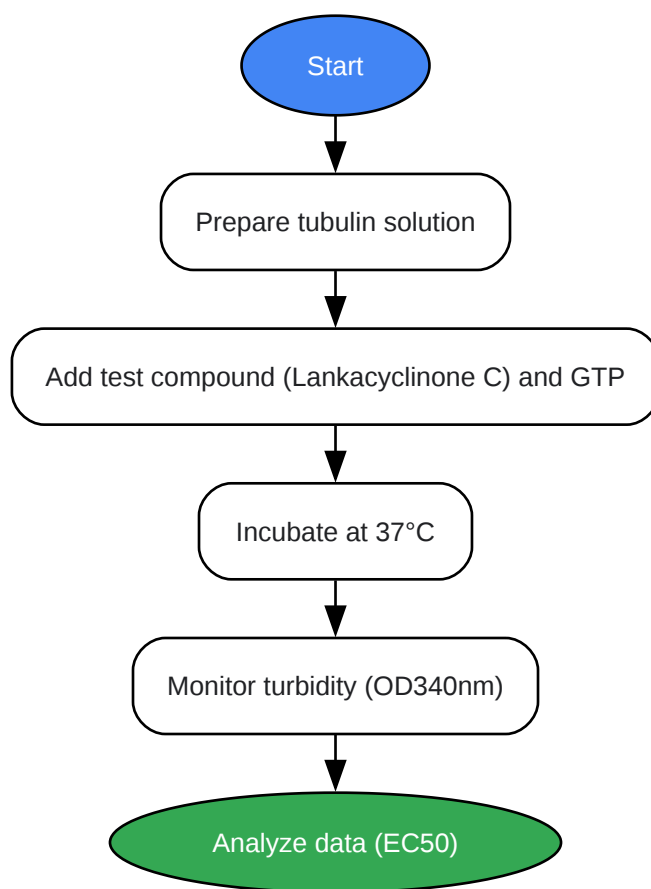 Start
Prepare tubulin solution
Add test compound (Lankacyclinone C) and GTP
Incubate at 37°C
Monitor turbidity (OD340nm)
Analyze data (EC50)